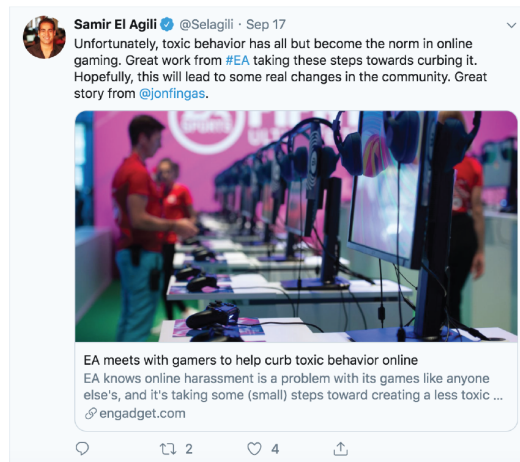 Samir El Agili @Selagili · Sep 17
Unfortunately, toxic behavior has all but become the norm in online
gaming. Great work from #EA taking these steps towards curbing it.
Hopefully, this will lead to some real changes in the community. Great
story from @jonfingas.
EA
SPORTS
EA meets with gamers to help curb toxic behavior online
EA knows online harassment is a problem with its games like anyone
else's, and it's taking some (small) steps toward creating a less toxic ...
engadget.com
2 4